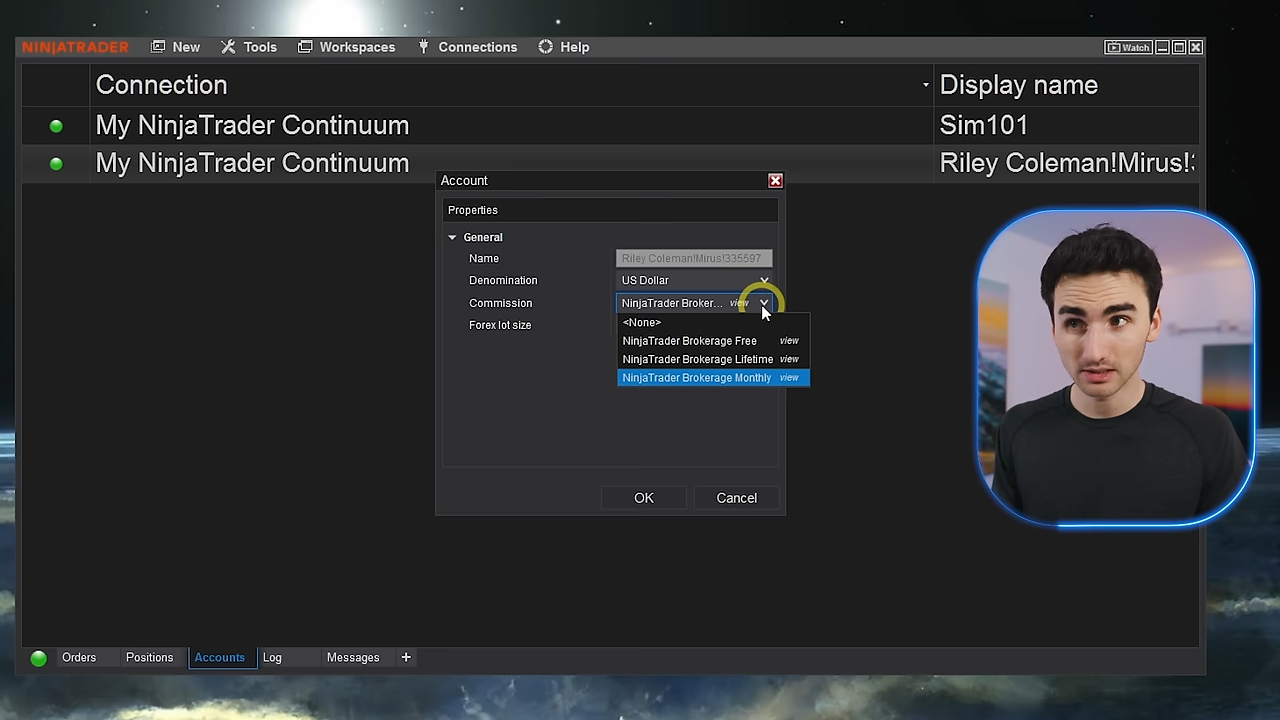 NINJATRADER New Tools Workspaces Connections Help Watch
Connection Display name
My NinjaTrader Continuum Sim101
My NinjaTrader Continuum Riley Coleman!Mirus!
Account
Properties
General
Name Riley Coleman!Mirus!335597
Denomination US Dollar
Commission NinjaTrader Broker... view
Forex lot size
<None>
NinjaTrader Brokerage Free view
NinjaTrader Brokerage Lifetime view
NinjaTrader Brokerage Monthly view
OK Cancel
Orders Positions Accounts Log Messages +